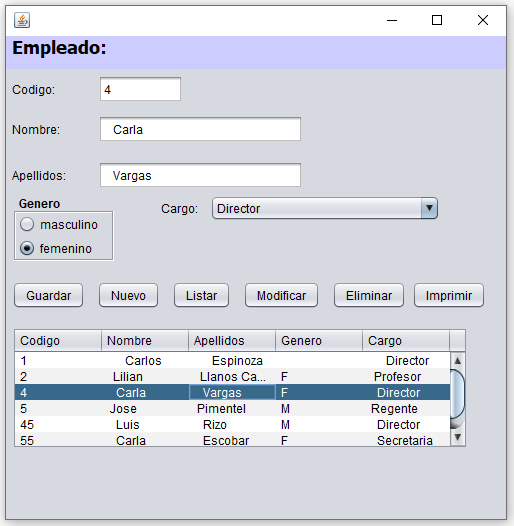 Empleado:
Codigo: 4
Nombre: Carla
Apellidos: Vargas
Genero
masculino
femenino
Cargo: Director
Guardar Nuevo Listar Modificar Eliminar Imprimir
Codigo Nombre Apellidos Genero Cargo
1 Carlos Espinoza Director
2 Lilian Llanos Ca... F Profesor
4 Carla Vargas F Director
5 Jose Pimentel M Regente
45 Luis Rizo M Director
55 Carla Escobar F Secretaria